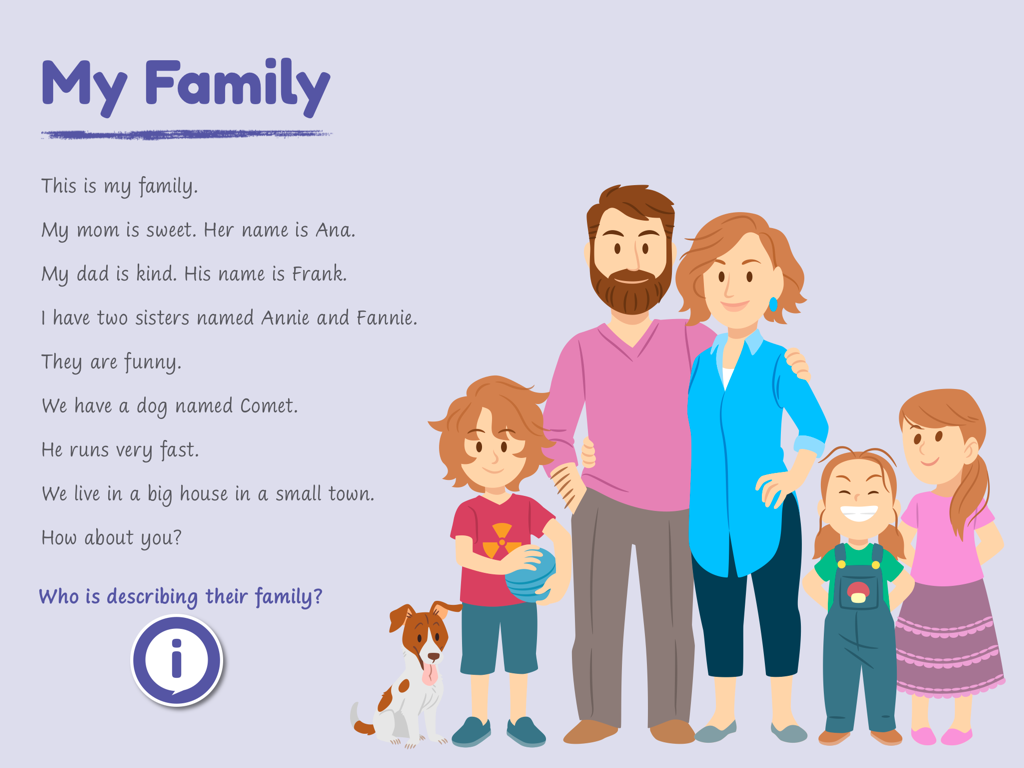 My Family
This is my family.
My mom is sweet. Her name is Ana.
My dad is kind. His name is Frank.
I have two sisters named Annie and Fannie.
They are funny.
We have a dog named Comet.
He runs very fast.
We live in a big house in a small town.
How about you?
Who is describing their family?
i